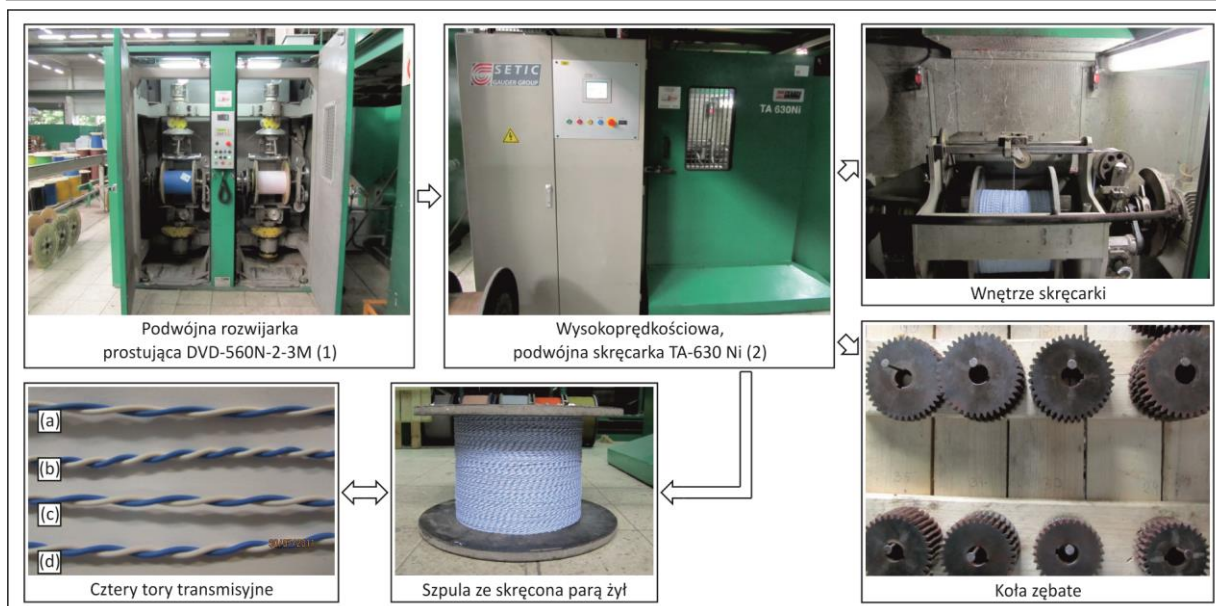 SETIC
GAUDER GROUP
TA 630Ni
Podwójna rozwijarka
prostująca DVD-560N-2-3M (1)
Wysokoprędkościowa,
podwójna skręcarka TA-630 Ni (2)
Wnętrze skręcarki
(a)
(b)
(c)
(d)
Cztery tory transmisyjne
Szpula ze skręcona parą żył
Koła zębate